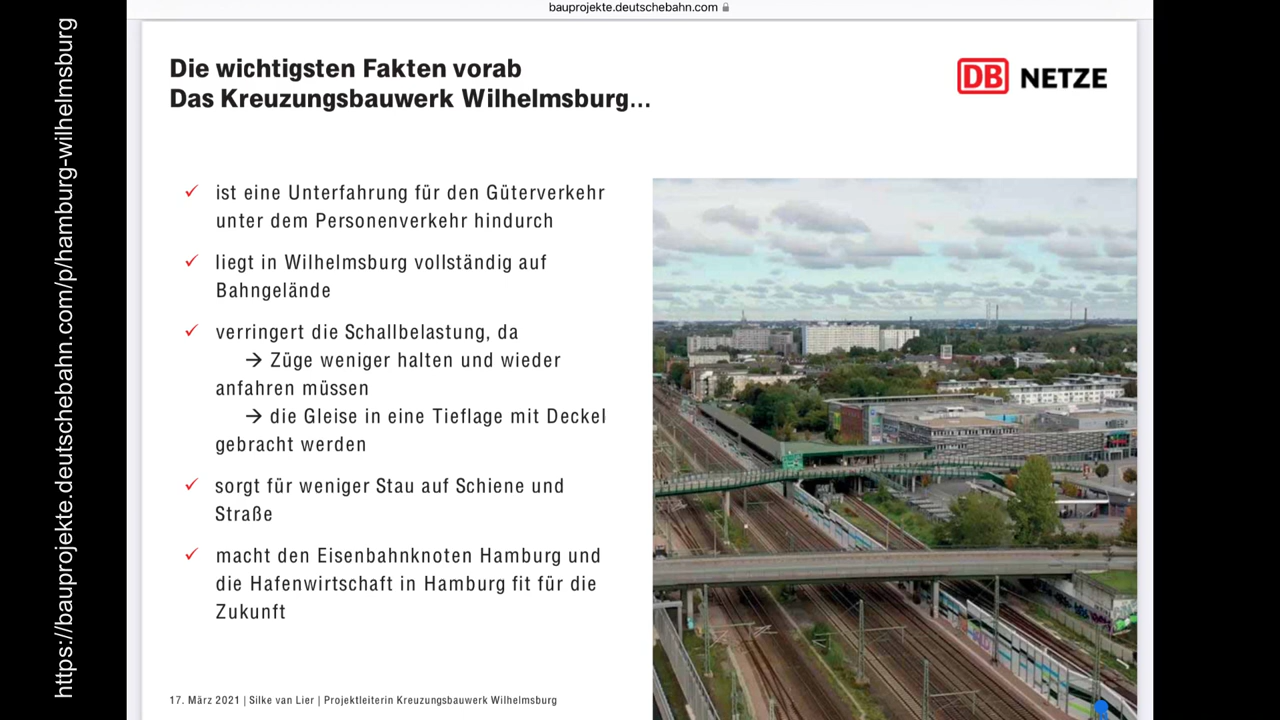 bauprojekte.deutschebahn.com
https://bauprojekte.deutschebahn.com/p/hamburg-wilhelmsburg
Die wichtigsten Fakten vorab
Das Kreuzungsbauwerk Wilhelmsburg...
DB NETZE
✓ ist eine Unterfahrung für den Güterverkehr
unter dem Personenverkehr hindurch
✓ liegt in Wilhelmsburg vollständig auf
Bahngelände
✓ verringert die Schallbelastung, da
→ Züge weniger halten und wieder
anfahren müssen
→ die Gleise in eine Tieflage mit Deckel
gebracht werden
✓ sorgt für weniger Stau auf Schiene und
Straße
✓ macht den Eisenbahnknoten Hamburg und
die Hafenwirtschaft in Hamburg fit für die
Zukunft
17. März 2021 | Silke van Lier | Projektleiterin Kreuzungsbauwerk Wilhelmsburg